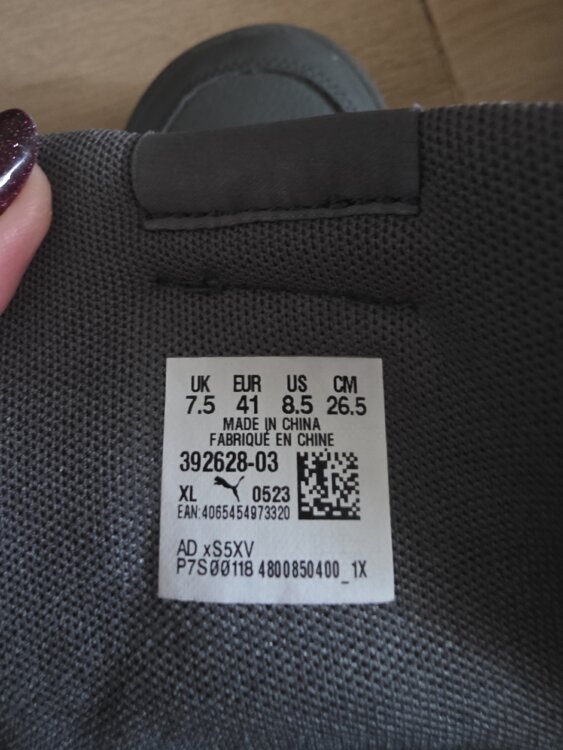 UK EUR US CM
7.5 41 8.5 26.5
MADE IN CHINA
FABRIQUÉ EN CHINE
392628-03
XL 0523
EAN:4065454973320
AD xS5XV
P7SØØ118 4800850400_1X